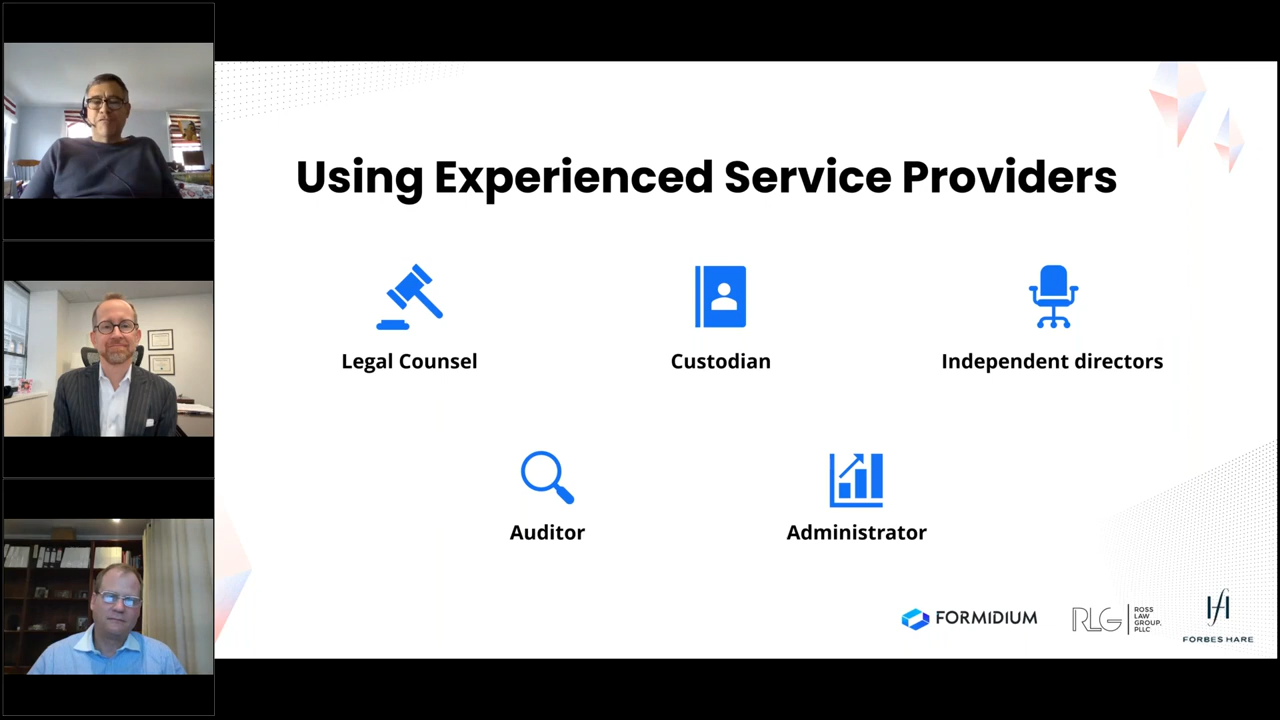 Using Experienced Service Providers
Legal Counsel
Custodian
Independent directors
Auditor
Administrator
FORMIDIUM
RLG
ROSS
LAW
GROUP,
PLLC
FORBES HARE